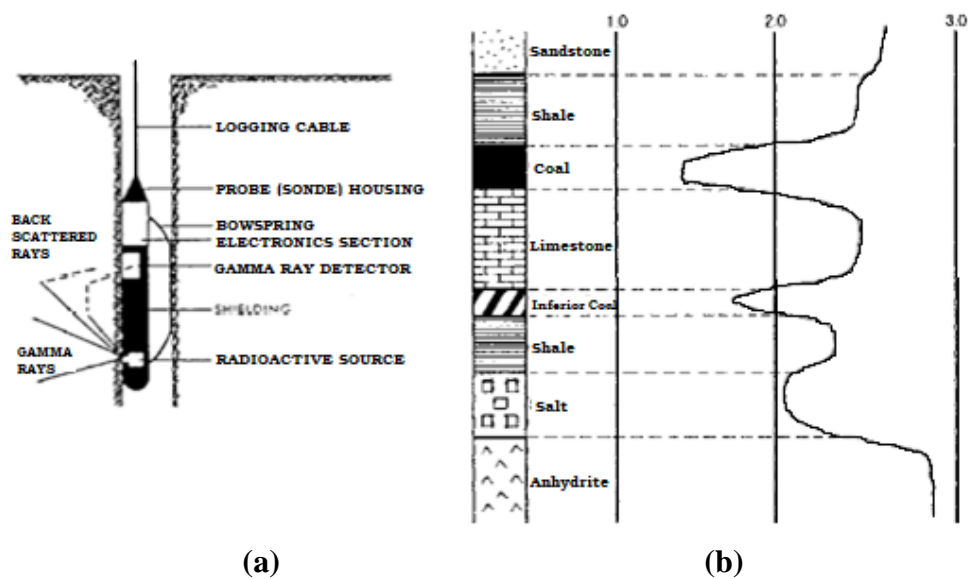 LOGGING CABLE
PROBE (SONDE) HOUSING
BOWSPRING
ELECTRONICS SECTION
GAMMA RAY DETECTOR
SHIELDING
RADIOACTIVE SOURCE
BACK
SCATTERED
RAYS
GAMMA
RAYS
(a)
1.0
2.0
3.0
Sandstone
Shale
Coal
Limestone
Inferior Coal
Shale
Salt
Anhydrite
(b)